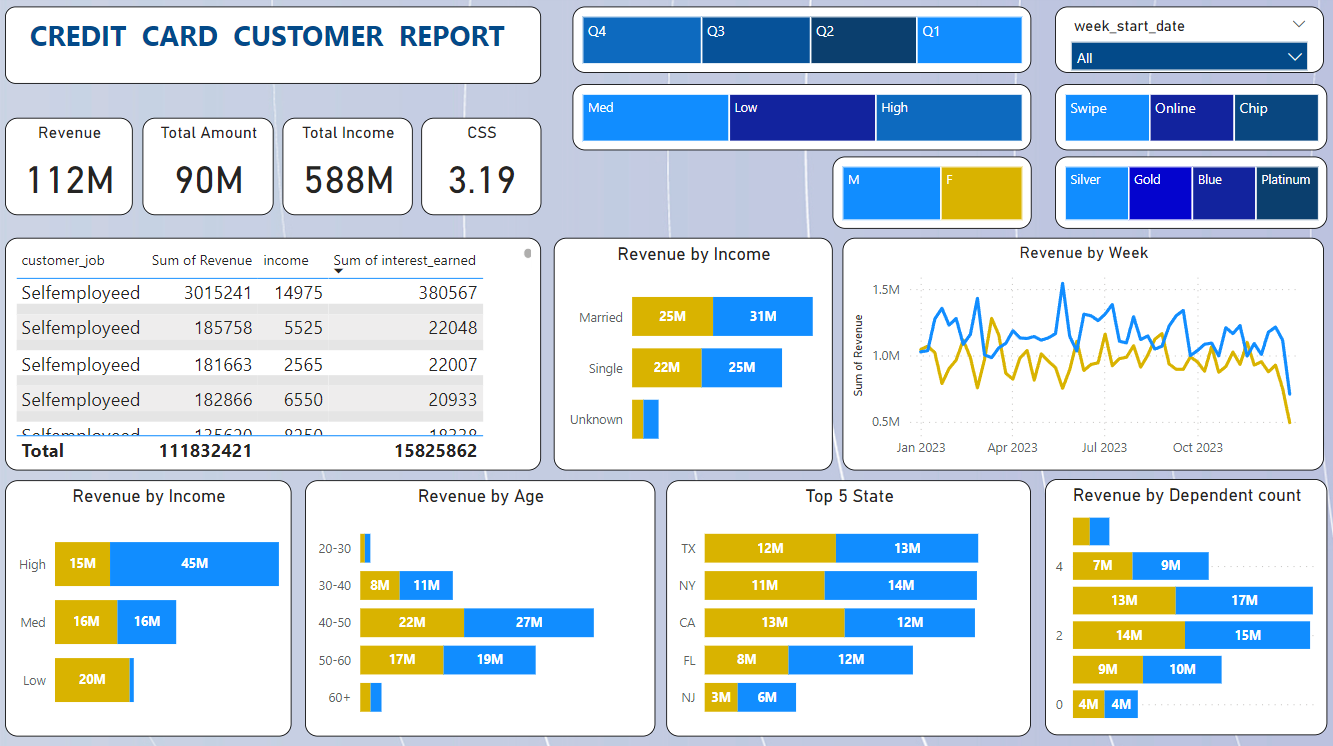 CREDIT CARD CUSTOMER REPORT
Q4 Q3 Q2 Q1
week_start_date
All
Med Low High
Swipe Online Chip
M F
Silver Gold Blue Platinum
Revenue
112M
Total Amount
90M
Total Income
588M
CSS
3.19
customer_job Sum of Revenue income Sum of interest_earned
Selfemployeed 3015241 14975 380567
Selfemployeed 185758 5525 22048
Selfemployeed 181663 2565 22007
Selfemployeed 182866 6550 20933
Total 111832421 15825862
Revenue by Income
Married 25M 31M
Single 22M 25M
Unknown
Revenue by Week
Sum of Revenue
1.5M
1.0M
0.5M
Jan 2023 Apr 2023 Jul 2023 Oct 2023
Revenue by Income
High 15M 45M
Med 16M 16M
Low 20M
Revenue by Age
20-30
30-40 8M 11M
40-50 22M 27M
50-60 17M 19M
60+
Top 5 State
TX 12M 13M
NY 11M 14M
CA 13M 12M
FL 8M 12M
NJ 3M 6M
Revenue by Dependent count
4 7M 9M
13M 17M
2 14M 15M
9M 10M
0 4M 4M